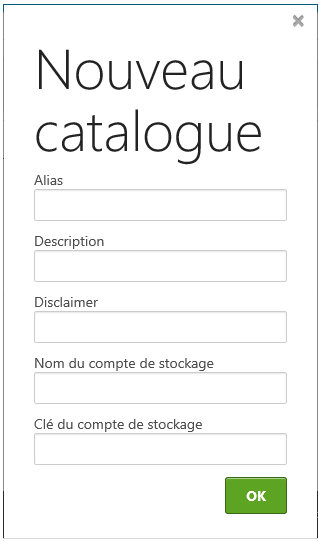 Nouveau
catalogue
Alias
Description
Disclaimer
Nom du compte de stockage
Clé du compte de stockage
OK